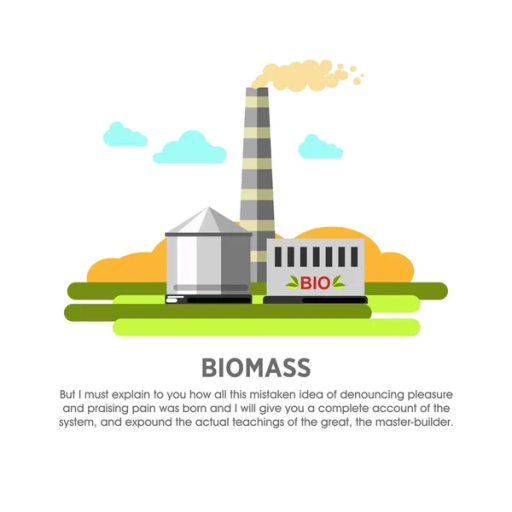 BIO
BIOMASS
But I must explain to you how all this mistaken idea of denouncing pleasure
and praising pain was born and I will give you a complete account of the
system, and expound the actual teachings of the great, the master-builder.